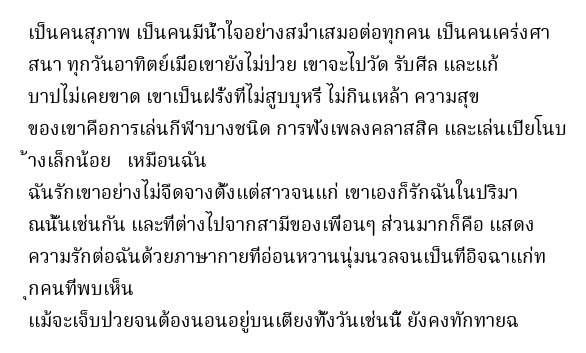 เป็นคนสุภาพ เป็นคนมีน้ำใจอย่างสม่ำเสมอต่อทุกคน เป็นคนเคร่งศา
สนา ทุกวันอาทิตย์เมื่อเขายังไม่ป่วย เขาจะไปวัด รับศีล และแก้
บาปไม่เคยขาด เขาเป็นฝรั่งที่ไม่สูบบุหรี่ ไม่กินเหล้า ความสุข
ของเขาคือการเล่นกีฬาบางชนิด การฟังเพลงคลาสสิค และเล่นเปียโนบ
้างเล็กน้อย เหมือนฉัน
ฉันรักเขาอย่างไม่จืดจางตั้งแต่สาวจนแก่ เขาเองก็รักฉันในปริมา
ณนั้นเช่นกัน และที่ต่างไปจากสามีของเพื่อนๆ ส่วนมากก็คือ แสดง
ความรักต่อฉันด้วยภาษากายที่อ่อนหวานนุ่มนวลจนเป็นที่อิจฉาแก่ท
ุกคนที่พบเห็น
แม้จะเจ็บป่วยจนต้องนอนอยู่บนเตียงทั้งวันเช่นนี้ ยังคงทักทายฉ